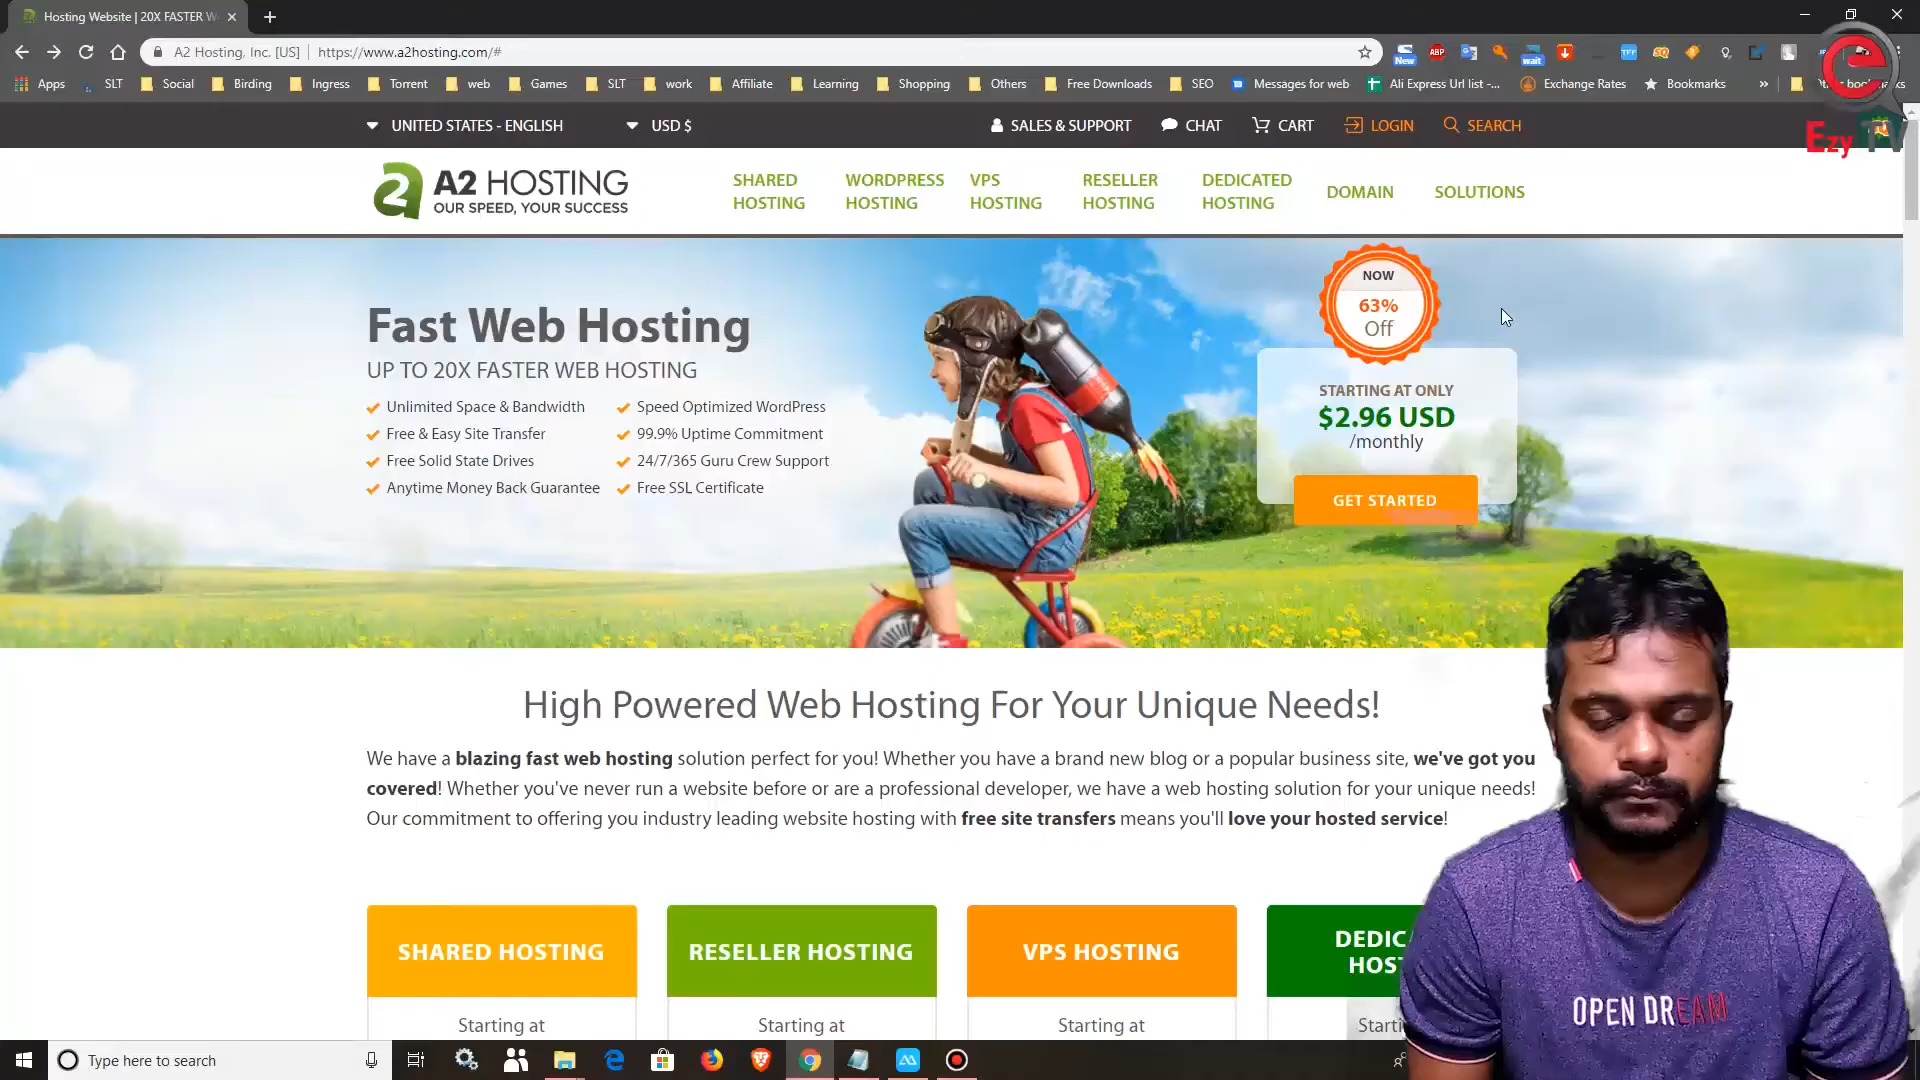 Hosting Website | 20X FASTER W
A2 Hosting, Inc. [US] | https://www.a2hosting.com/#
New
ABP
wait
TFF
Apps
SLT
Social
Birding
Ingress
Torrent
web
Games
SLT
work
Affiliate
Learning
Shopping
Others
Free Downloads
SEO
Messages for web
Ali Express Url list -...
Exchange Rates
Bookmarks
»
Ezy TV
UNITED STATES - ENGLISH
USD $
SALES & SUPPORT
CHAT
CART
LOGIN
SEARCH
A2 HOSTING
OUR SPEED, YOUR SUCCESS
SHARED
HOSTING
WORDPRESS
HOSTING
VPS
HOSTING
RESELLER
HOSTING
DEDICATED
HOSTING
DOMAIN
SOLUTIONS
Fast Web Hosting
UP TO 20X FASTER WEB HOSTING
Unlimited Space & Bandwidth
Free & Easy Site Transfer
Free Solid State Drives
Anytime Money Back Guarantee
Speed Optimized WordPress
99.9% Uptime Commitment
24/7/365 Guru Crew Support
Free SSL Certificate
NOW
63%
Off
STARTING AT ONLY
$2.96 USD
/monthly
GET STARTED
High Powered Web Hosting For Your Unique Needs!
We have a blazing fast web hosting solution perfect for you! Whether you have a brand new blog or a popular business site, we've got you
covered! Whether you've never run a website before or are a professional developer, we have a web hosting solution for your unique needs!
Our commitment to offering you industry leading website hosting with free site transfers means you'll love your hosted service!
SHARED HOSTING
Starting at
RESELLER HOSTING
Starting at
VPS HOSTING
Starting at
DEDIC
HOST
Starti
OPEN DREAM
Type here to search